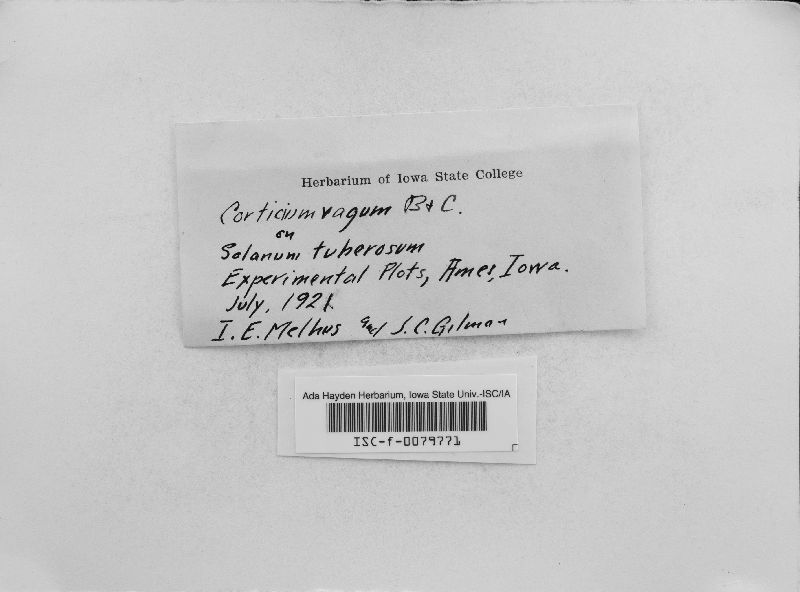 Herbarium of Iowa State College
Corticium vagum B & C.
on
Solanum tuberosum
Experimental Plots, Ames, Iowa.
July, 1921.
I. E. Melhus and J. C. Gilman
Ada Hayden Herbarium, Iowa State Univ.-ISC/IA
ISC-f-0079771